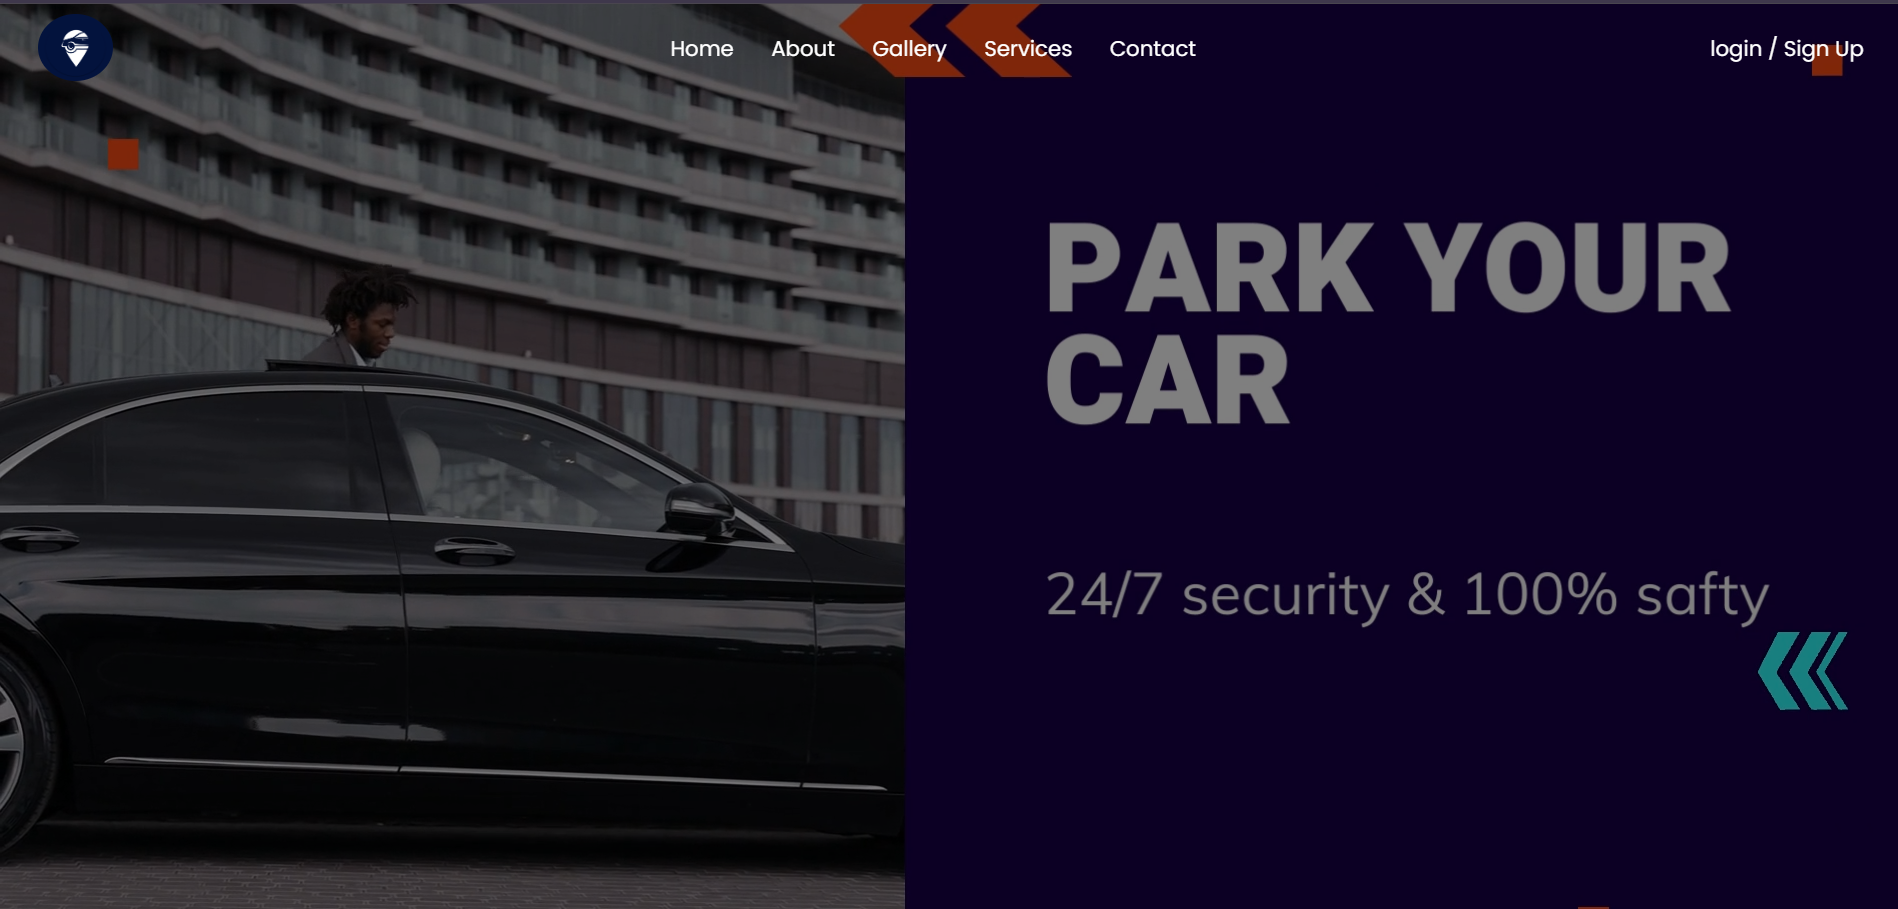 Home About Gallery Services Contact login / Sign Up
PARK YOUR
CAR
24/7 security & 100% safty